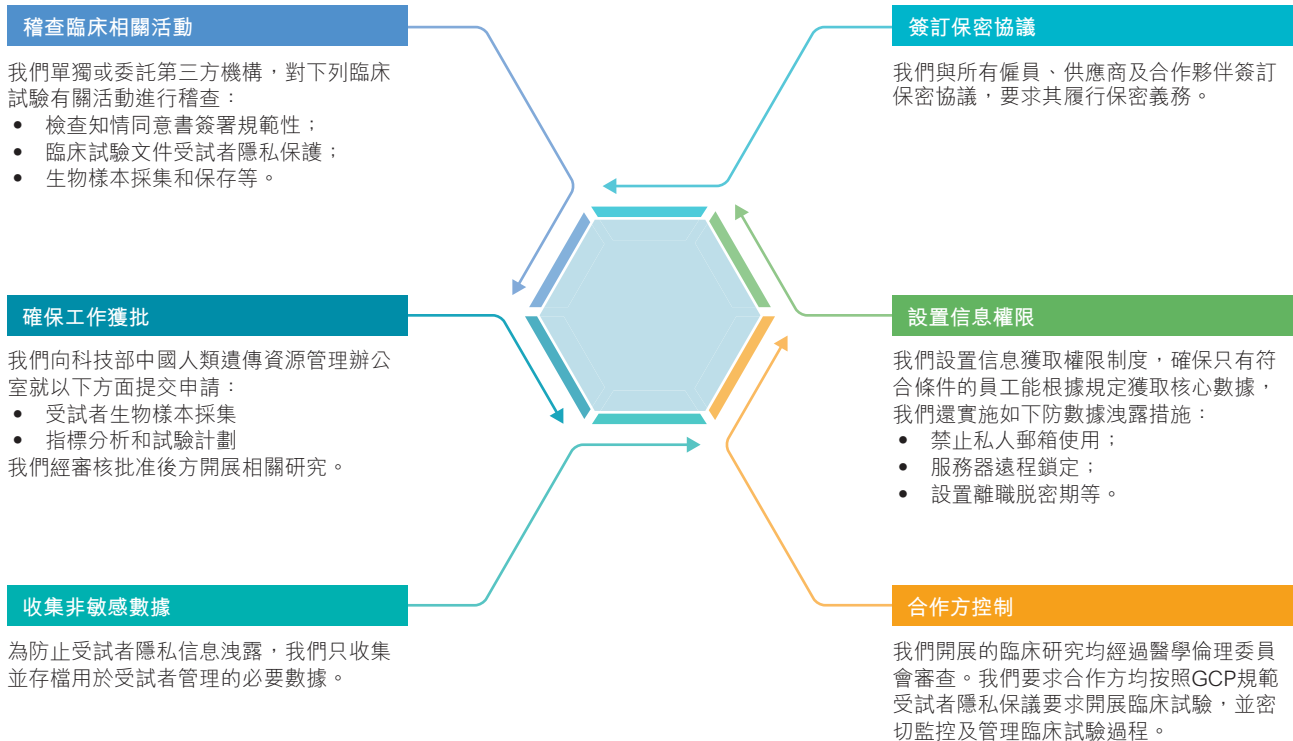 稽查臨床相關活動
我們單獨或委託第三方機構，對下列臨床
試驗有關活動進行稽查：
• 檢查知情同意書簽署規範性；
• 臨床試驗文件受試者隱私保護；
• 生物樣本採集和保存等。
確保工作獲批
我們向科技部中國人類遺傳資源管理辦公
室就以下方面提交申請：
• 受試者生物樣本採集
• 指標分析和試驗計劃
我們經審核批准後方開展相關研究。
收集非敏感數據
為防止受試者隱私信息洩露，我們只收集
並存檔用於受試者管理的必要數據。
簽訂保密協議
我們與所有僱員、供應商及合作夥伴簽訂
保密協議，要求其履行保密義務。
設置信息權限
我們設置信息獲取權限制度，確保只有符
合條件的員工能根據規定獲取核心數據，
我們還實施如下防數據洩露措施：
• 禁止私人郵箱使用；
• 服務器遠程鎖定；
• 設置離職脱密期等。
合作方控制
我們開展的臨床研究均經過醫學倫理委員
會審查。我們要求合作方均按照GCP規範
受試者隱私保議要求開展臨床試驗，並密
切監控及管理臨床試驗過程。